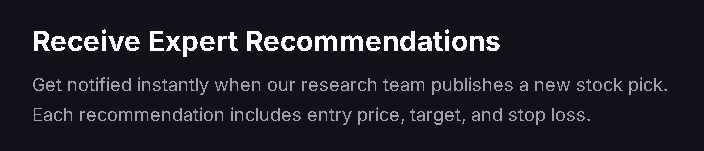 Receive Expert Recommendations
Get notified instantly when our research team publishes a new stock pick.
Each recommendation includes entry price, target, and stop loss.